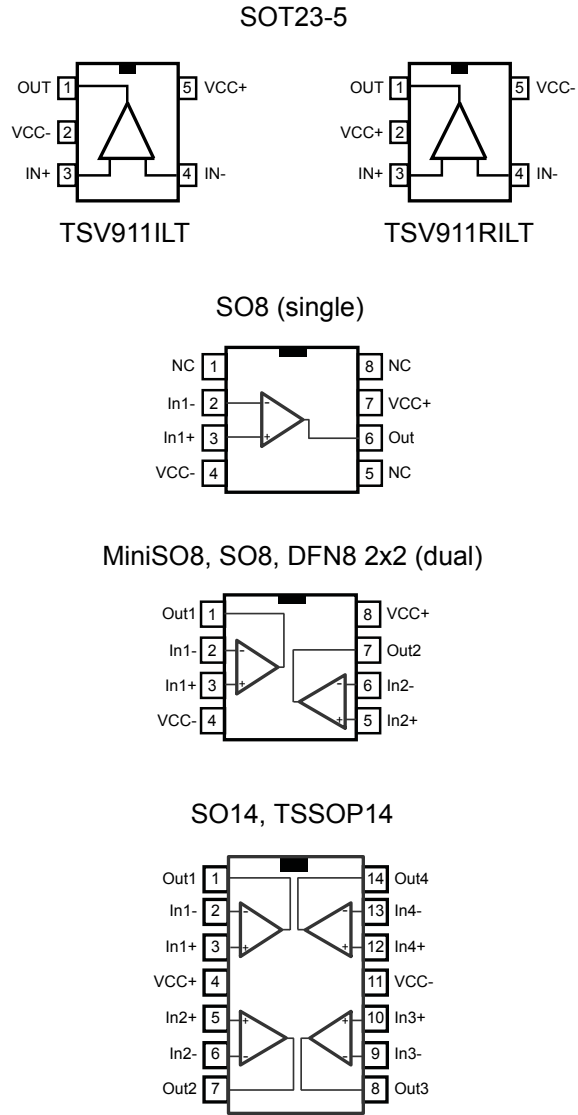 SOT23-5
OUT 1 5 VCC+ OUT 1 5 VCC-
VCC- 2 VCC+ 2
IN+ 3 4 IN- IN+ 3 4 IN-
TSV911ILT TSV911RILT
SO8 (single)
NC 1 8 NC
In1- 2 - 7 VCC+
In1+ 3 + 6 Out
VCC- 4 5 NC
MiniSO8, SO8, DFN8 2x2 (dual)
Out1 1 8 VCC+
In1- 2 - 7 Out2
In1+ 3 + - 6 In2-
VCC- 4 + 5 In2+
SO14, TSSOP14
Out1 1 14 Out4
In1- 2 - - 13 In4-
In1+ 3 + + 12 In4+
VCC+ 4 11 VCC-
In2+ 5 + + 10 In3+
In2- 6 - - 9 In3-
Out2 7 8 Out3